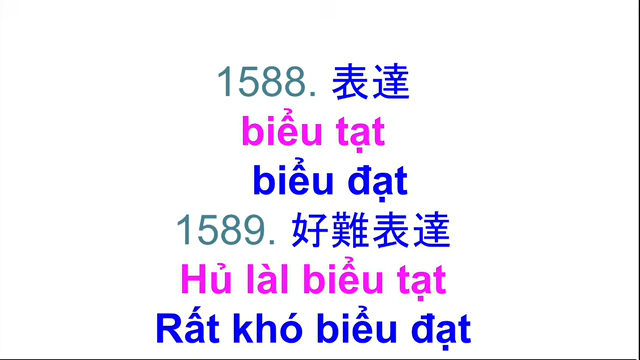 1588. 表達
biểu tạt
biểu đạt
1589. 好難表達
Hủ làl biểu tạt
Rất khó biểu đạt